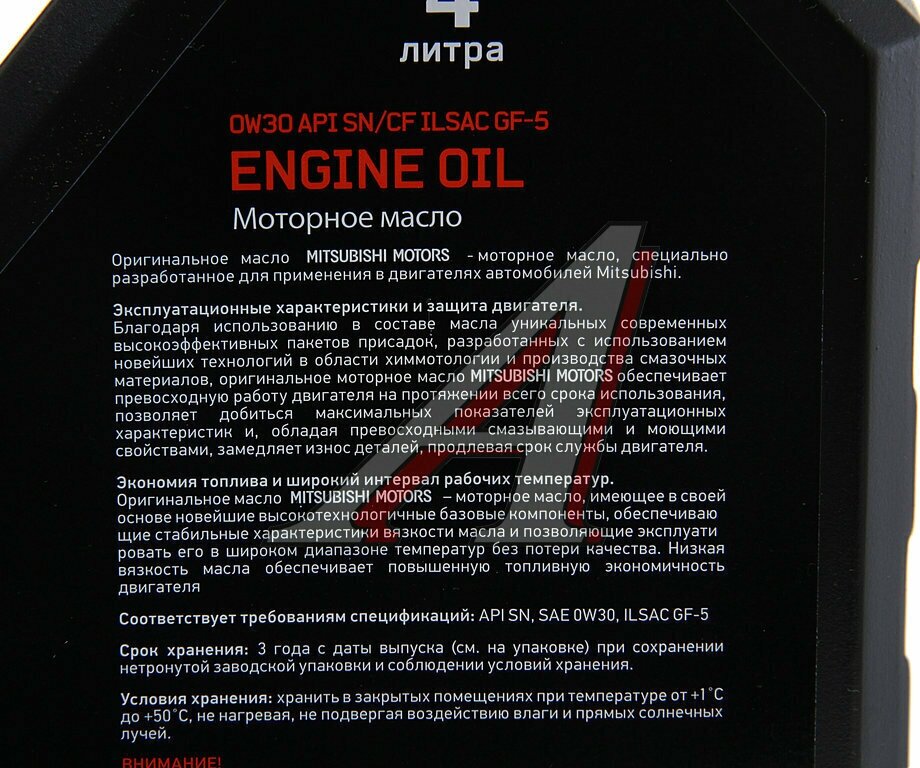 4
литра
0W30 API SN/CF ILSAC GF-5
ENGINE OIL
Моторное масло
Оригинальное масло MITSUBISHI MOTORS - моторное масло, специально
разработанное для применения в двигателях автомобилей Mitsubishi.
Эксплуатационные характеристики и защита двигателя.
Благодаря использованию в составе масла уникальных современных
высокоэффективных пакетов присадок, разработанных с использованием
новейших технологий в области химмотологии и производства смазочных
материалов, оригинальное моторное масло MITSUBISHI MOTORS обеспечивает
превосходную работу двигателя на протяжении всего срока использования,
позволяет добиться максимальных показателей эксплуатационных
характеристик и, обладая превосходными смазывающими и моющими
свойствами, замедляет износ деталей, продлевая срок службы двигателя.
Экономия топлива и широкий интервал рабочих температур.
Оригинальное масло MITSUBISHI MOTORS – моторное масло, имеющее в своей
основе новейшие высокотехнологичные базовые компоненты, обеспечиваю
щие стабильные характеристики вязкости масла и позволяющие эксплуати
ровать его в широком диапазоне температур без потери качества. Низкая
вязкость масла обеспечивает повышенную топливную экономичность
двигателя
Соответствует требованиям спецификаций: API SN, SAE 0W30, ILSAC GF-5
Срок хранения: 3 года с даты выпуска (см. на упаковке) при сохранении
нетронутой заводской упаковки и соблюдении условий хранения.
Условия хранения: хранить в закрытых помещениях при температуре от +1˚C
до +50˚C, не нагревая, не подвергая воздействию влаги и прямых солнечных
лучей.
ВНИМАНИЕ!